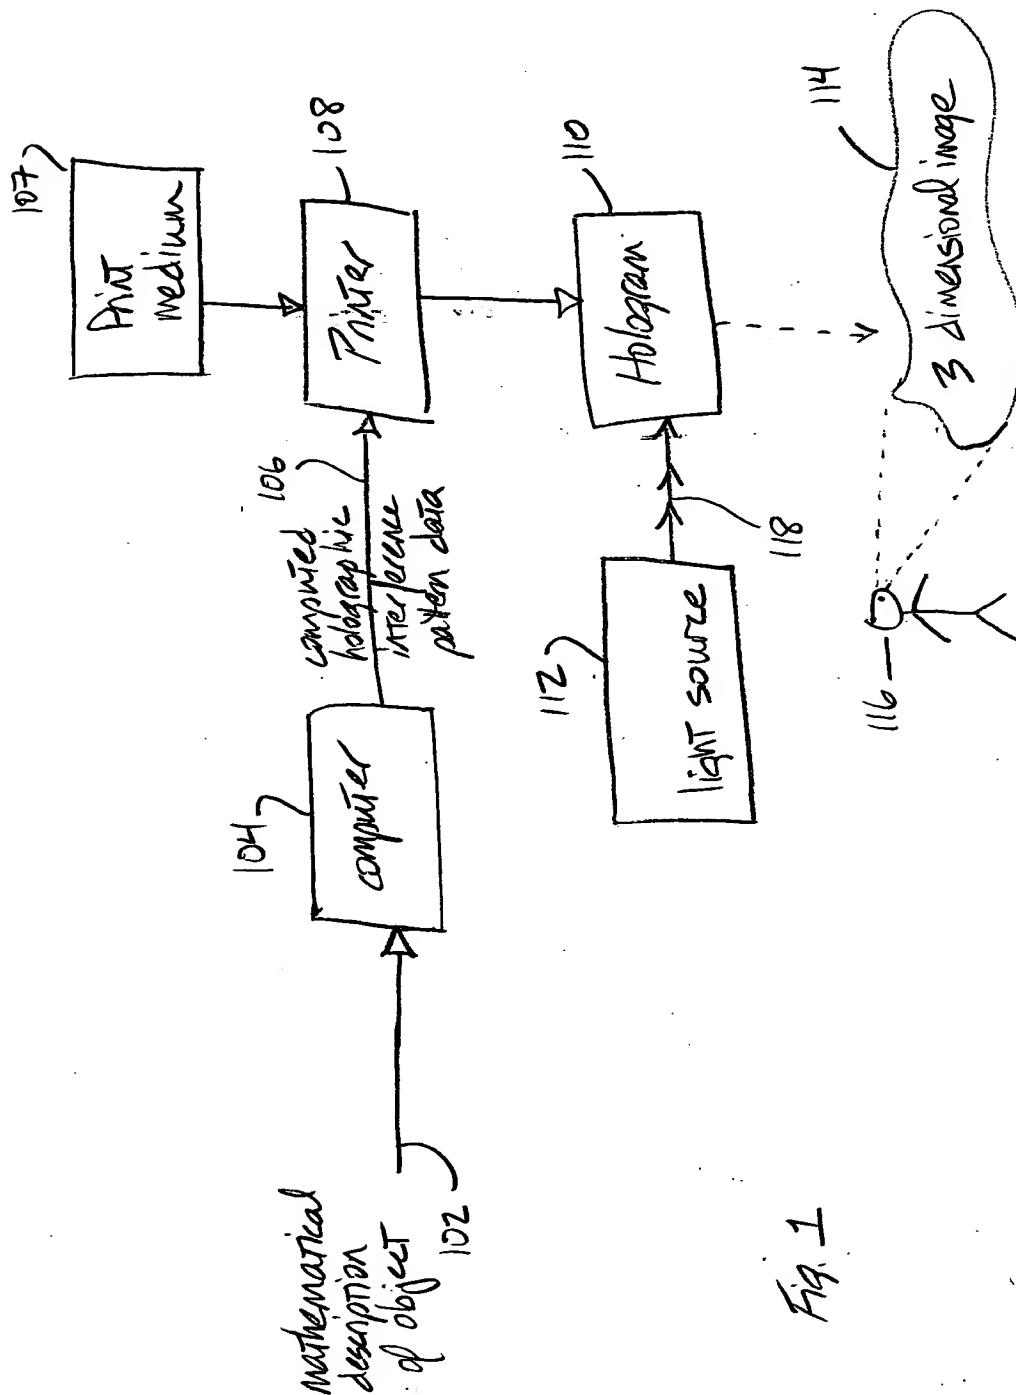 107
Print
medium
Printer
108
computed
holographic
106
interference
pattern data
104
computer
mathematical
description
of object
102
Hologram
110
112
light source
118
3 dimensional image
114
116
Fig. 1